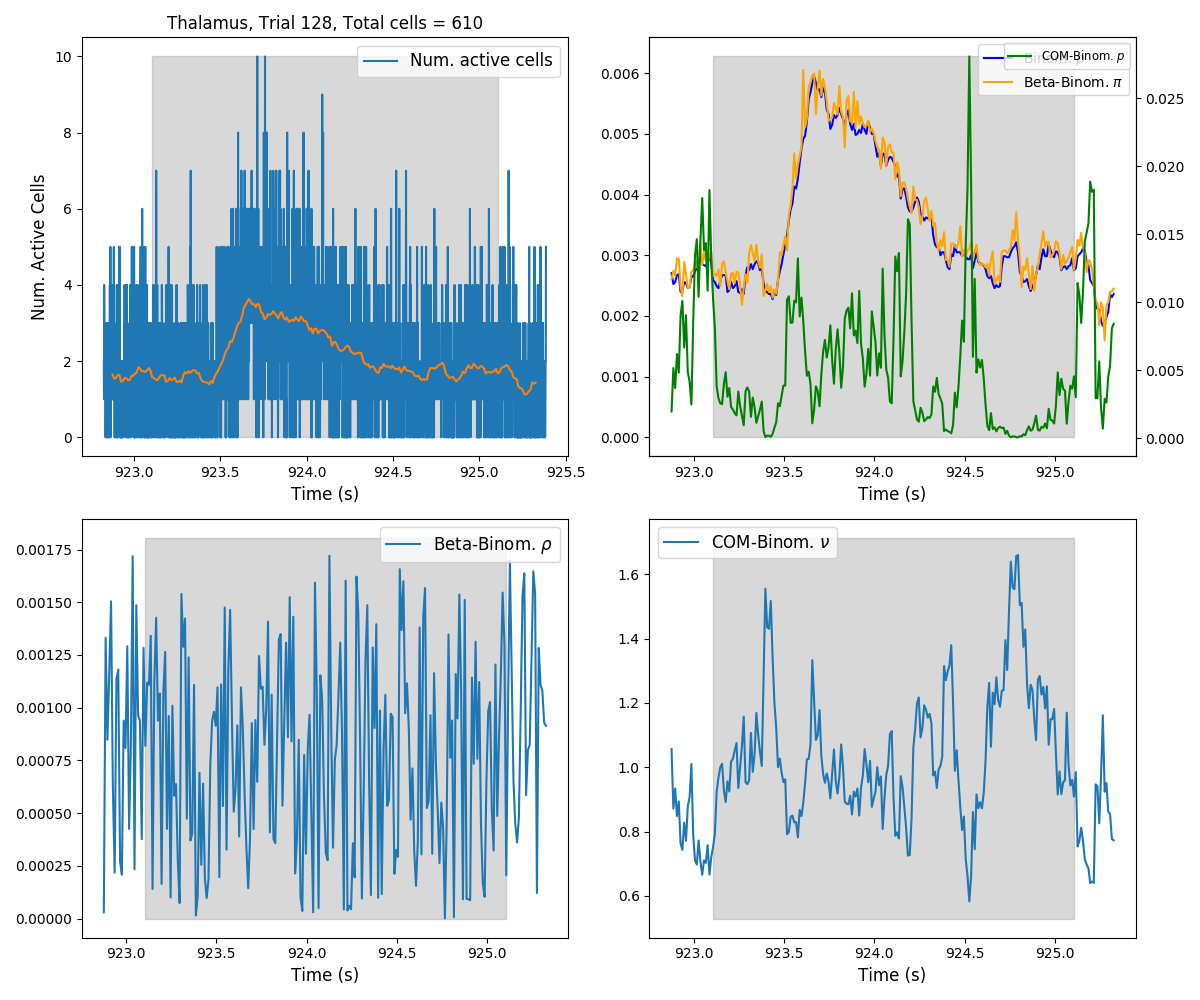 Thalamus, Trial 128, Total cells = 610
Num. active cells
10
8
6
4
2
0
Num. Active Cells
923.0 923.5 924.0 924.5 925.0 925.5
Time (s)
COM-Binom. p
Binom. p
Beta-Binom. π
0.006
0.005
0.004
0.003
0.002
0.001
0.000
0.025
0.020
0.015
0.010
0.005
0.000
923.0 923.5 924.0 924.5 925.0
Time (s)
Beta-Binom. ρ
0.00175
0.00150
0.00125
0.00100
0.00075
0.00050
0.00025
0.00000
923.0 923.5 924.0 924.5 925.0
Time (s)
COM-Binom. ν
1.6
1.4
1.2
1.0
0.8
0.6
923.0 923.5 924.0 924.5 925.0
Time (s)